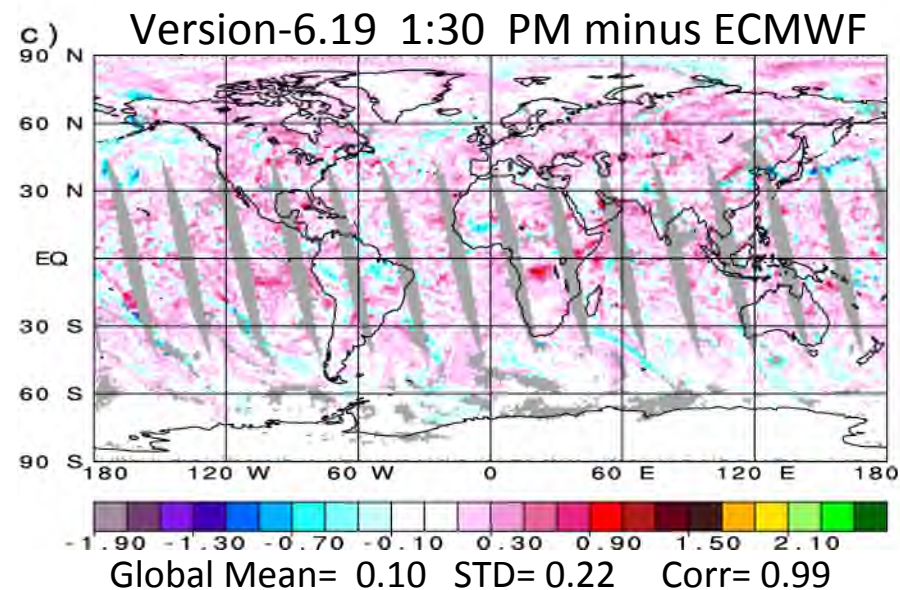 c) Version-6.19 1:30 PM minus ECMWF
90 N
60 N
30 N
EQ
30 S
60 S
90 S
180 120 W 60 W 0 60 E 120 E 180
-1.90 -1.30 -0.70 -0.10 0.30 0.90 1.50 2.10
Global Mean= 0.10 STD= 0.22 Corr= 0.99